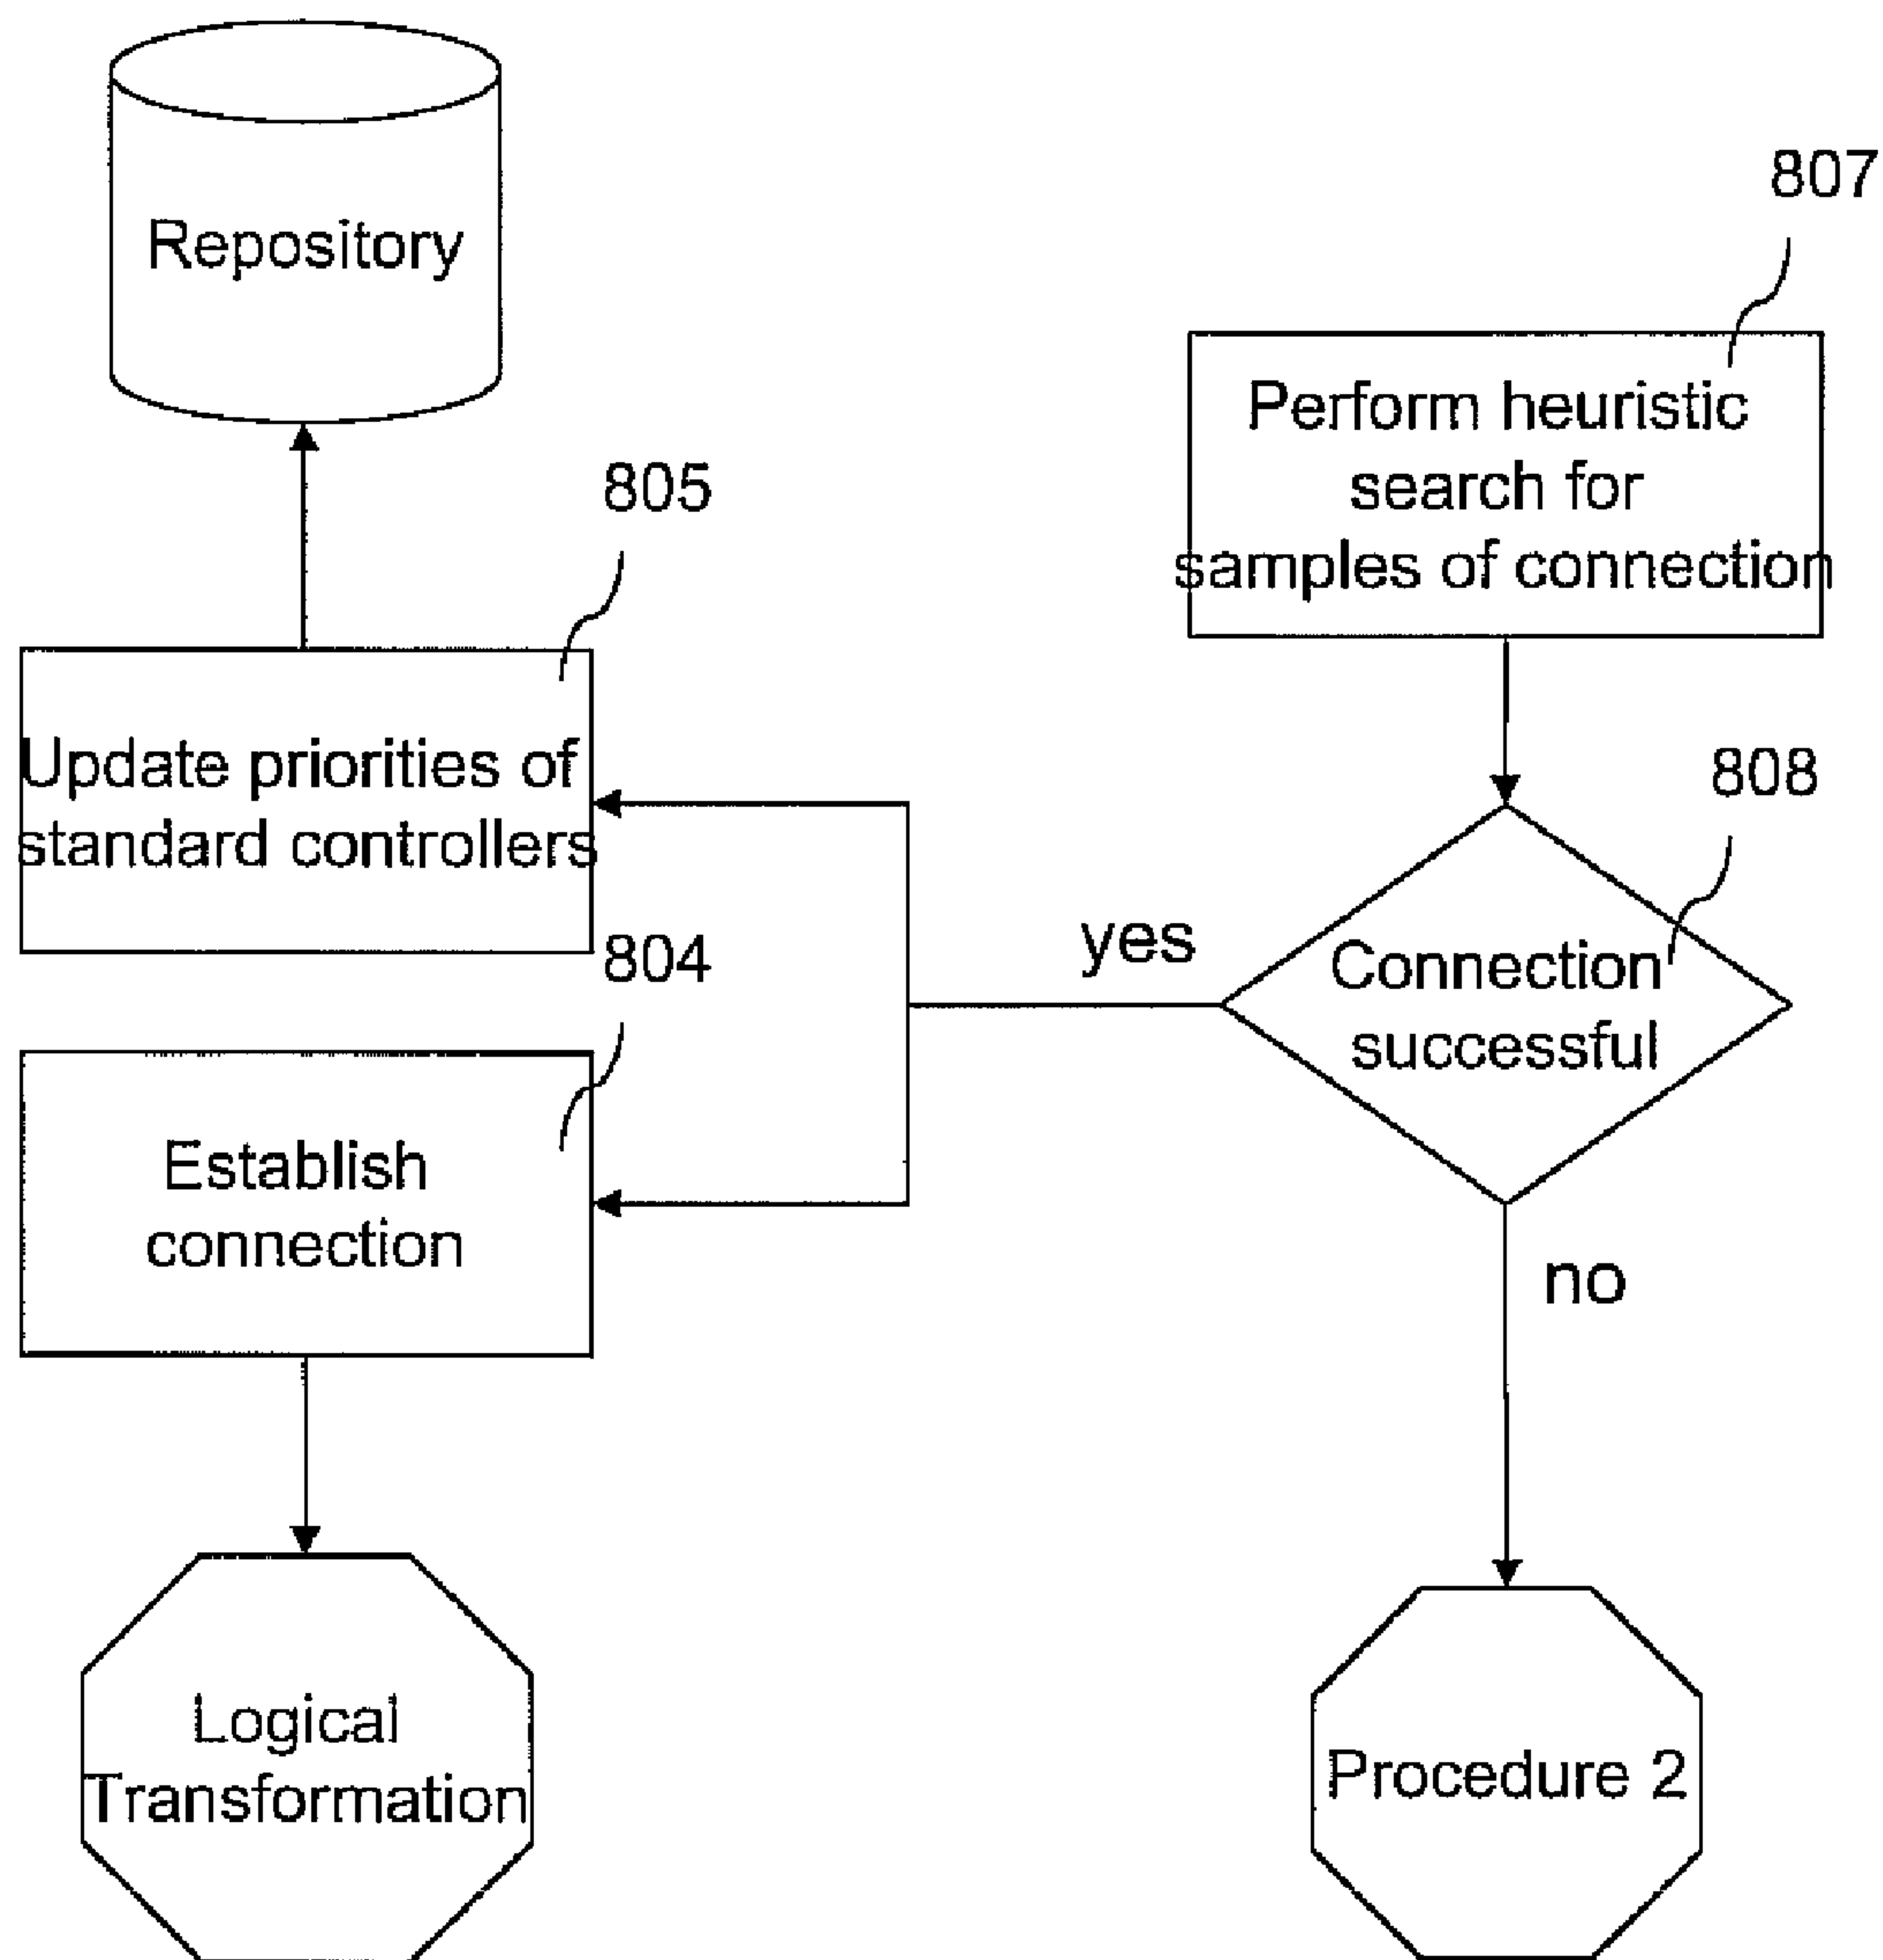 Repository
807
Perform heuristic
search for
samples of connection
805
Update priorities of
standard controllers
808
Connection
successful
yes
804
Establish
connection
no
Logical
Transformation
Procedure 2